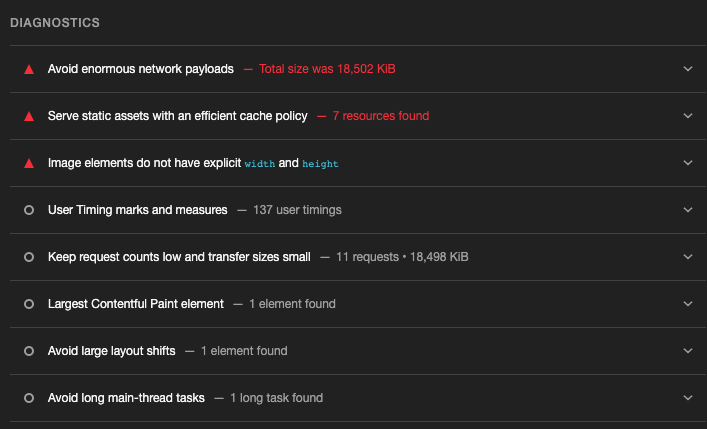 DIAGNOSTICS
Avoid enormous network payloads — Total size was 18,502 KiB
Serve static assets with an efficient cache policy — 7 resources found
Image elements do not have explicit width and height
User Timing marks and measures — 137 user timings
Keep request counts low and transfer sizes small — 11 requests • 18,498 KiB
Largest Contentful Paint element — 1 element found
Avoid large layout shifts — 1 element found
Avoid long main-thread tasks — 1 long task found